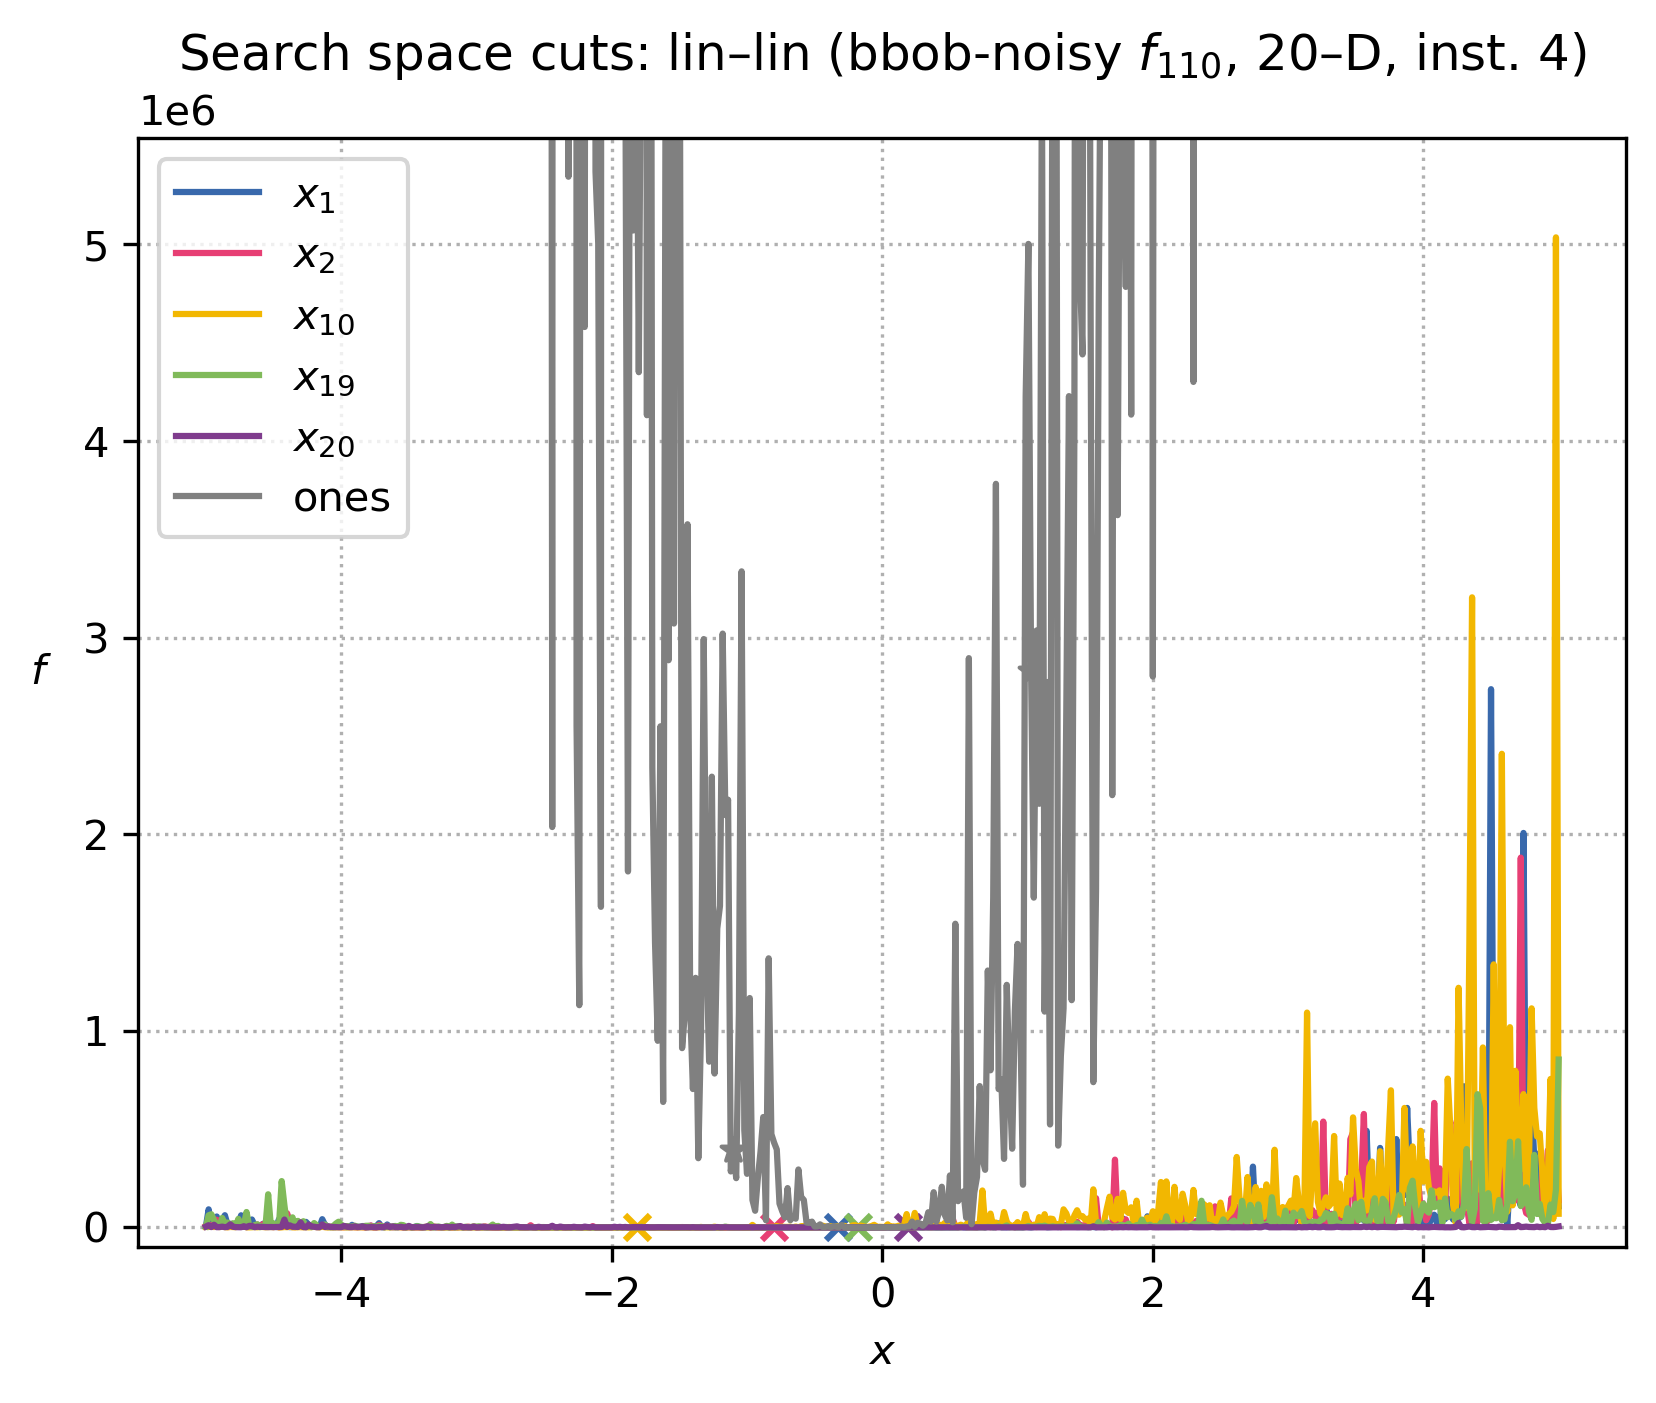 Search space cuts: lin–lin (bbob-noisy f110, 20–D, inst. 4)
1e6
x1
x2
x10
x19
x20
ones
5
4
3
2
1
0
f
−4 −2 0 2 4
x